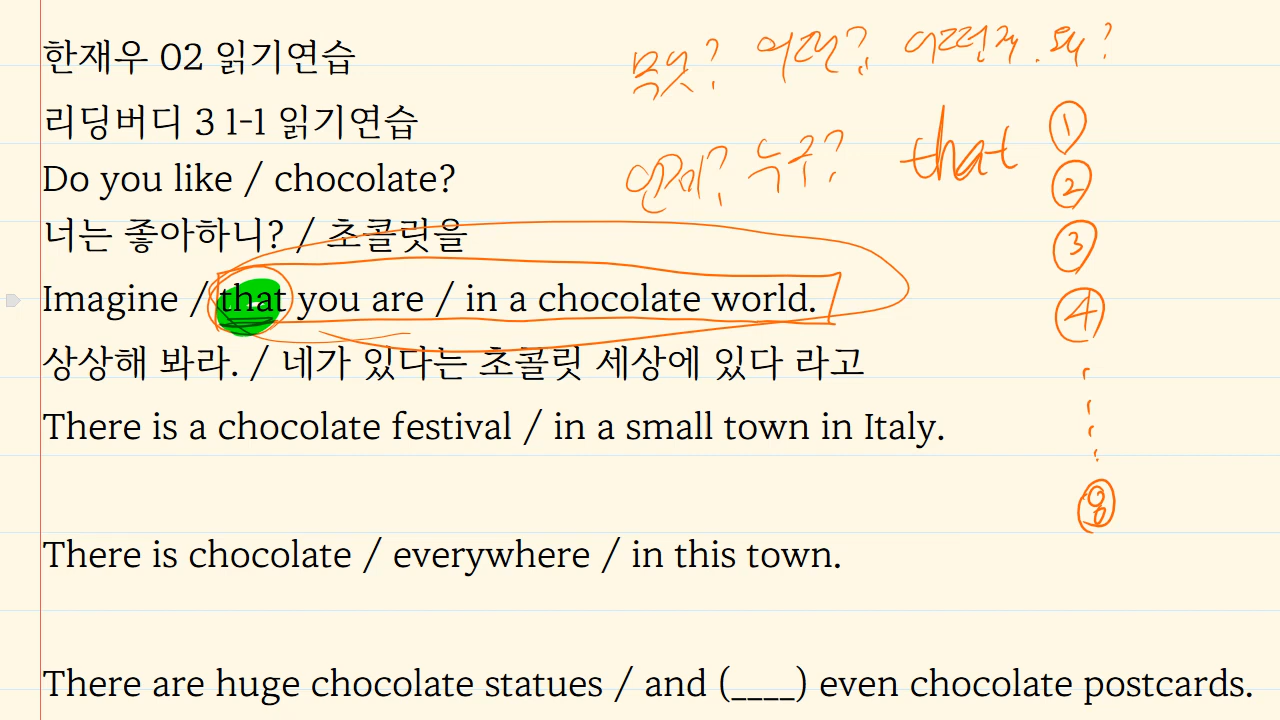 한재우 02 읽기연습
무엇? 어떤? 어떤지. 왜?
리딩버디 3 1-1 읽기연습
언제? 누구? that ①
Do you like / chocolate?
②
너는 좋아하니? / 초콜릿을
③
Imagine / that you are / in a chocolate world.
④
상상해 봐라. / 네가 있다는 초콜릿 세상에 있다 라고
There is a chocolate festival / in a small town in Italy.
There is chocolate / everywhere / in this town.
There are huge chocolate statues / and (____) even chocolate postcards.